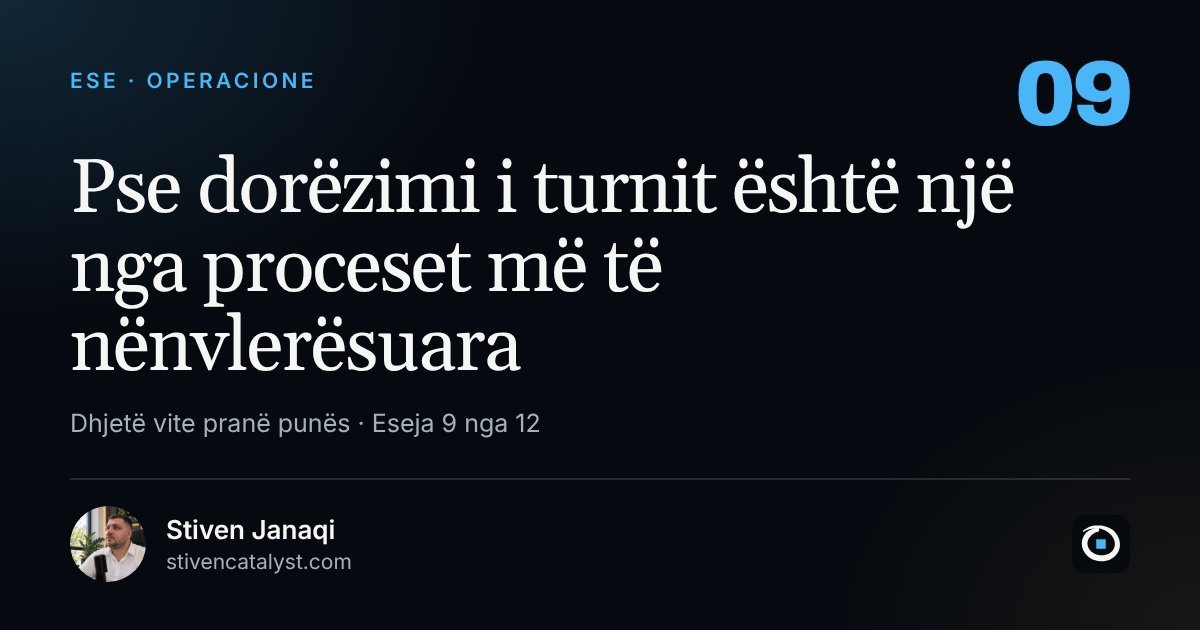 ESE · OPERACIONE
09
Pse dorëzimi i turnit është një
nga proceset më të
nënvlerësuara
Dhjetë vite pranë punës · Eseja 9 nga 12
Stiven Janaqi
stivencatalyst.com